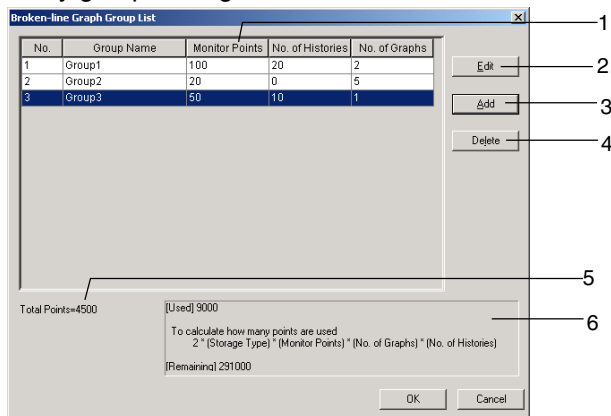 Broken-line Graph Group List
1
No. Group Name Monitor Points No. of Histories No. of Graphs
1 Group1 100 20 2
2 Group2 20 0 5
3 Group3 50 10 1
Edit 2
Add 3
Delete 4
5
Total Points=4500
[Used] 9000
6
To calculate how many points are used
2 * (Storage Type) * (Monitor Points) * (No. of Graphs) * (No. of Histories)
[Remaining] 291000
OK Cancel